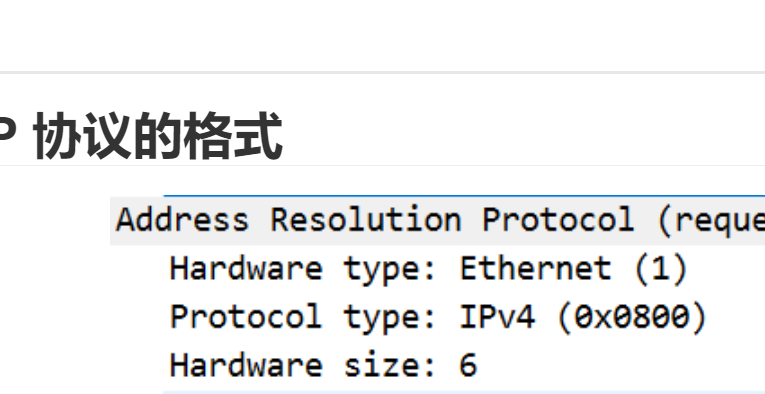 P 协议的格式
Address Resolution Protocol (reque
Hardware type: Ethernet (1)
Protocol type: IPv4 (0x0800)
Hardware size: 6